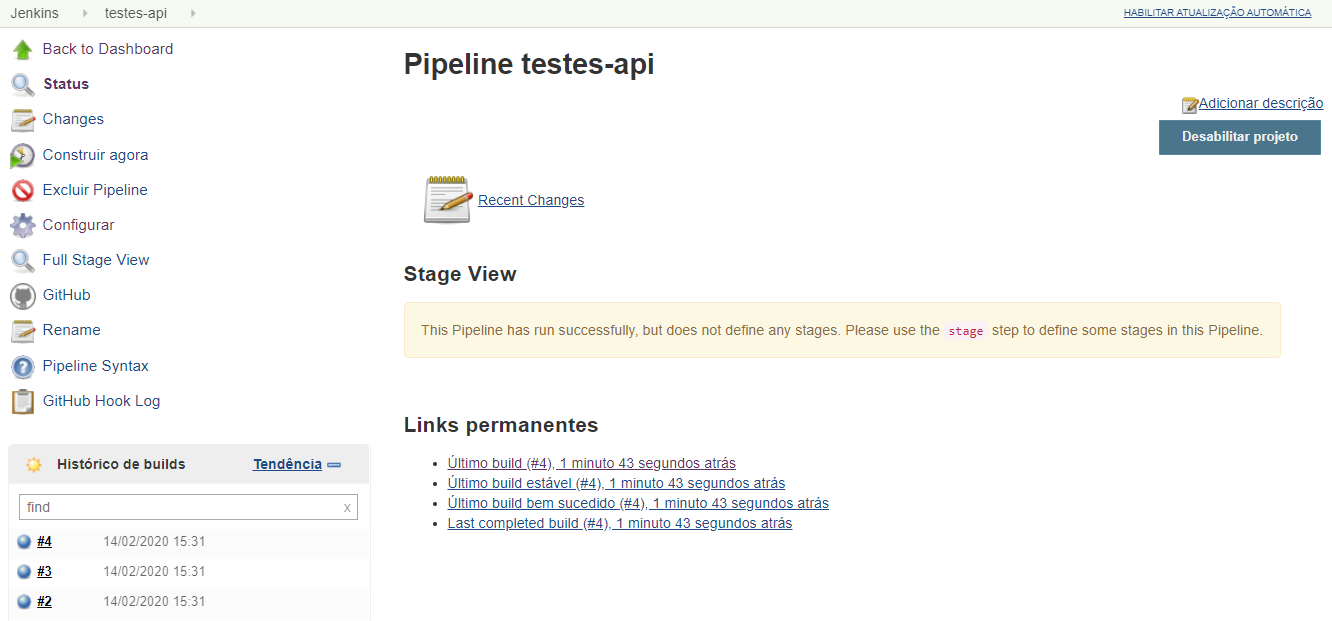 Jenkins testes-api HABILITAR ATUALIZAÇÃO AUTOMÁTICA
Back to Dashboard
Status
Changes
Construir agora
Excluir Pipeline
Configurar
Full Stage View
GitHub
Rename
Pipeline Syntax
GitHub Hook Log
Histórico de builds Tendência
find x
#4 14/02/2020 15:31
#3 14/02/2020 15:31
#2 14/02/2020 15:31
Pipeline testes-api
Adicionar descrição
Desabilitar projeto
Recent Changes
Stage View
This Pipeline has run successfully, but does not define any stages. Please use the stage step to define some stages in this Pipeline.
Links permanentes
Último build (#4), 1 minuto 43 segundos atrás
Último build estável (#4), 1 minuto 43 segundos atrás
Último build bem sucedido (#4), 1 minuto 43 segundos atrás
Last completed build (#4), 1 minuto 43 segundos atrás